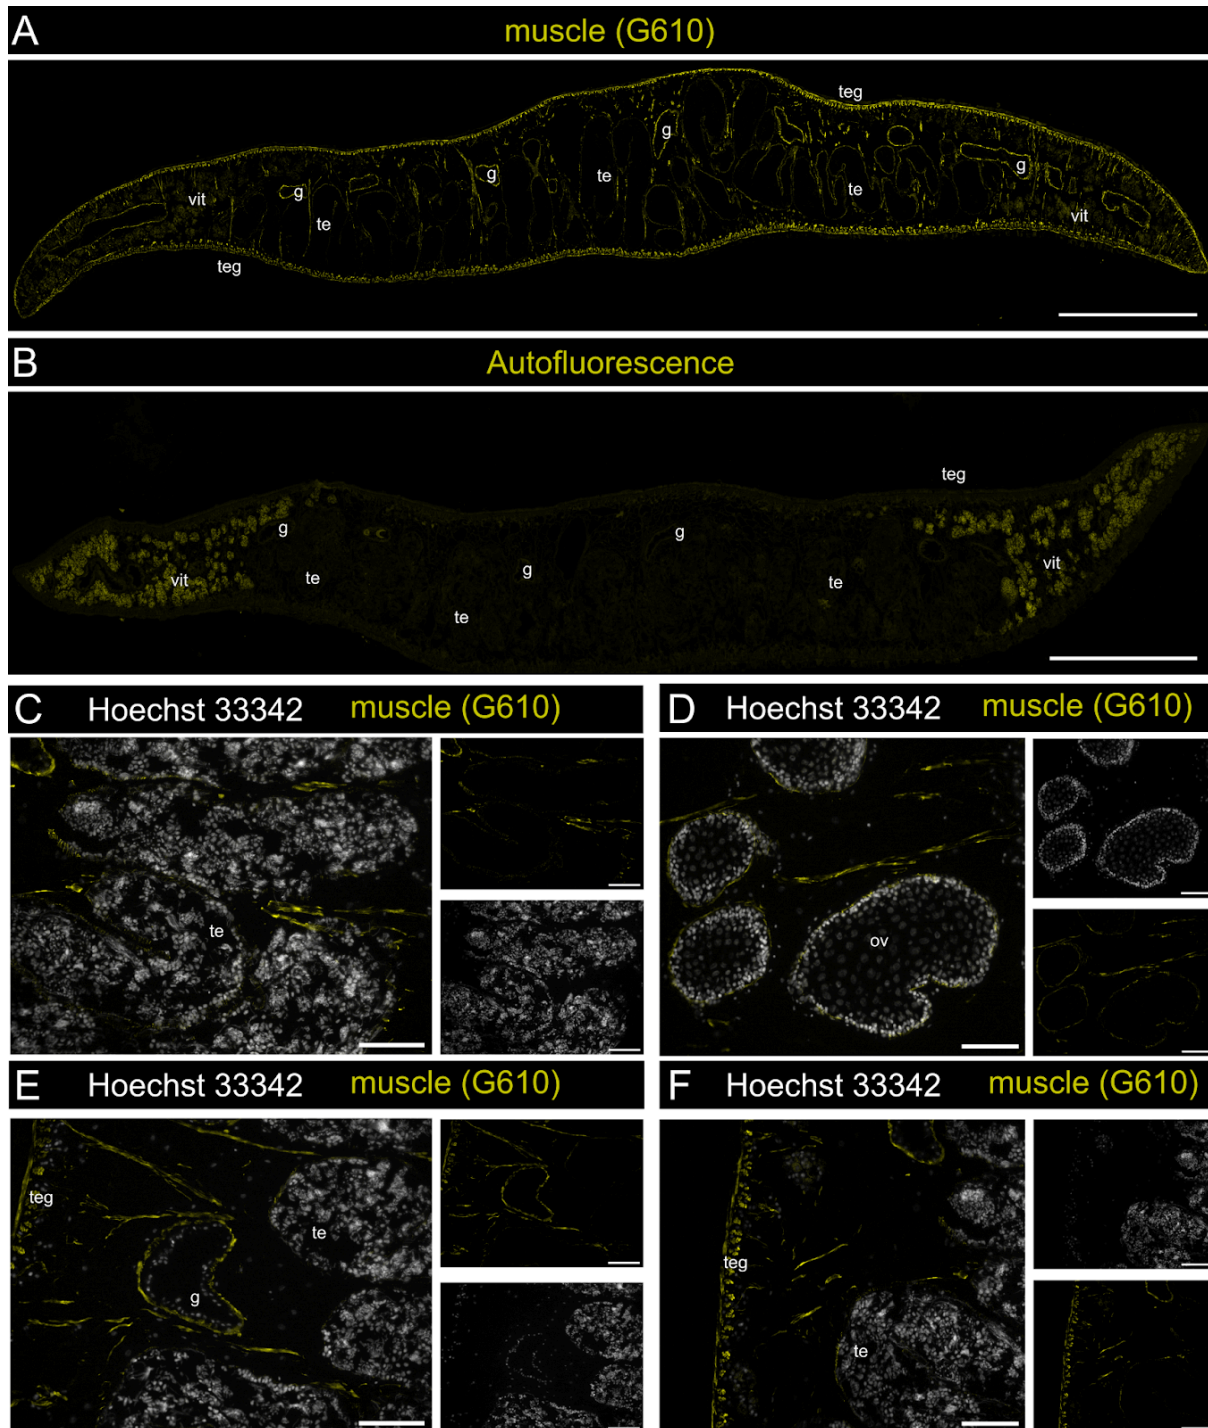 A
muscle (G610)
teg
g
te
g
vit
g
te
g
te
vit
teg
B
Autofluorescence
teg
g
g
vit
te
g
te
te
vit
C Hoechst 33342 muscle (G610)
te
D Hoechst 33342 muscle (G610)
ov
E Hoechst 33342 muscle (G610)
teg
te
g
F Hoechst 33342 muscle (G610)
teg
te